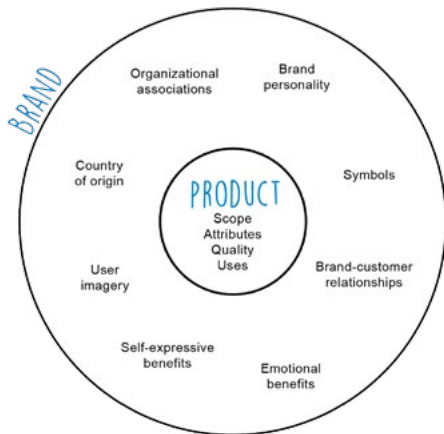 BRAND
Organizational
associations
Brand
personality
Country
of origin
Symbols
PRODUCT
Scope
Attributes
Quality
Uses
User
imagery
Brand-customer
relationships
Self-expressive
benefits
Emotional
benefits